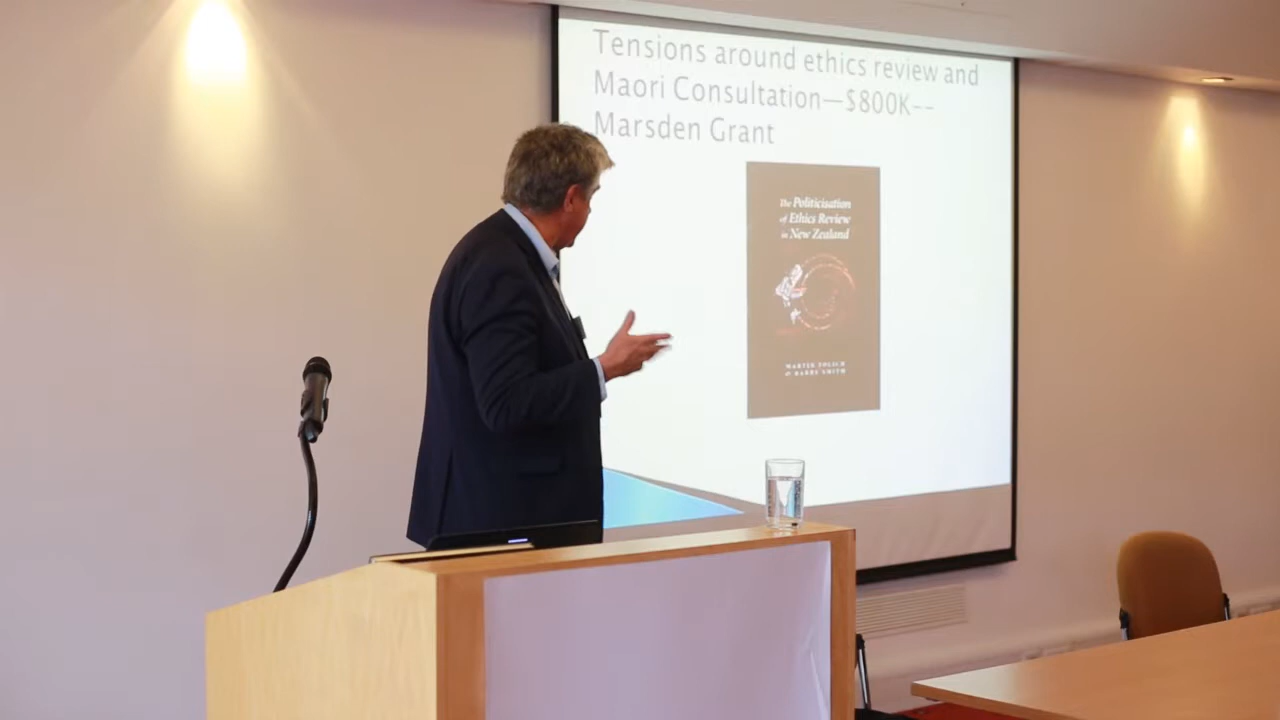 Tensions around ethics review and
Maori Consultation—$800K--
Marsden Grant
The Politicisation
of Ethics Review
in New Zealand
MARTIN TOLICH
& BARRY SMITH